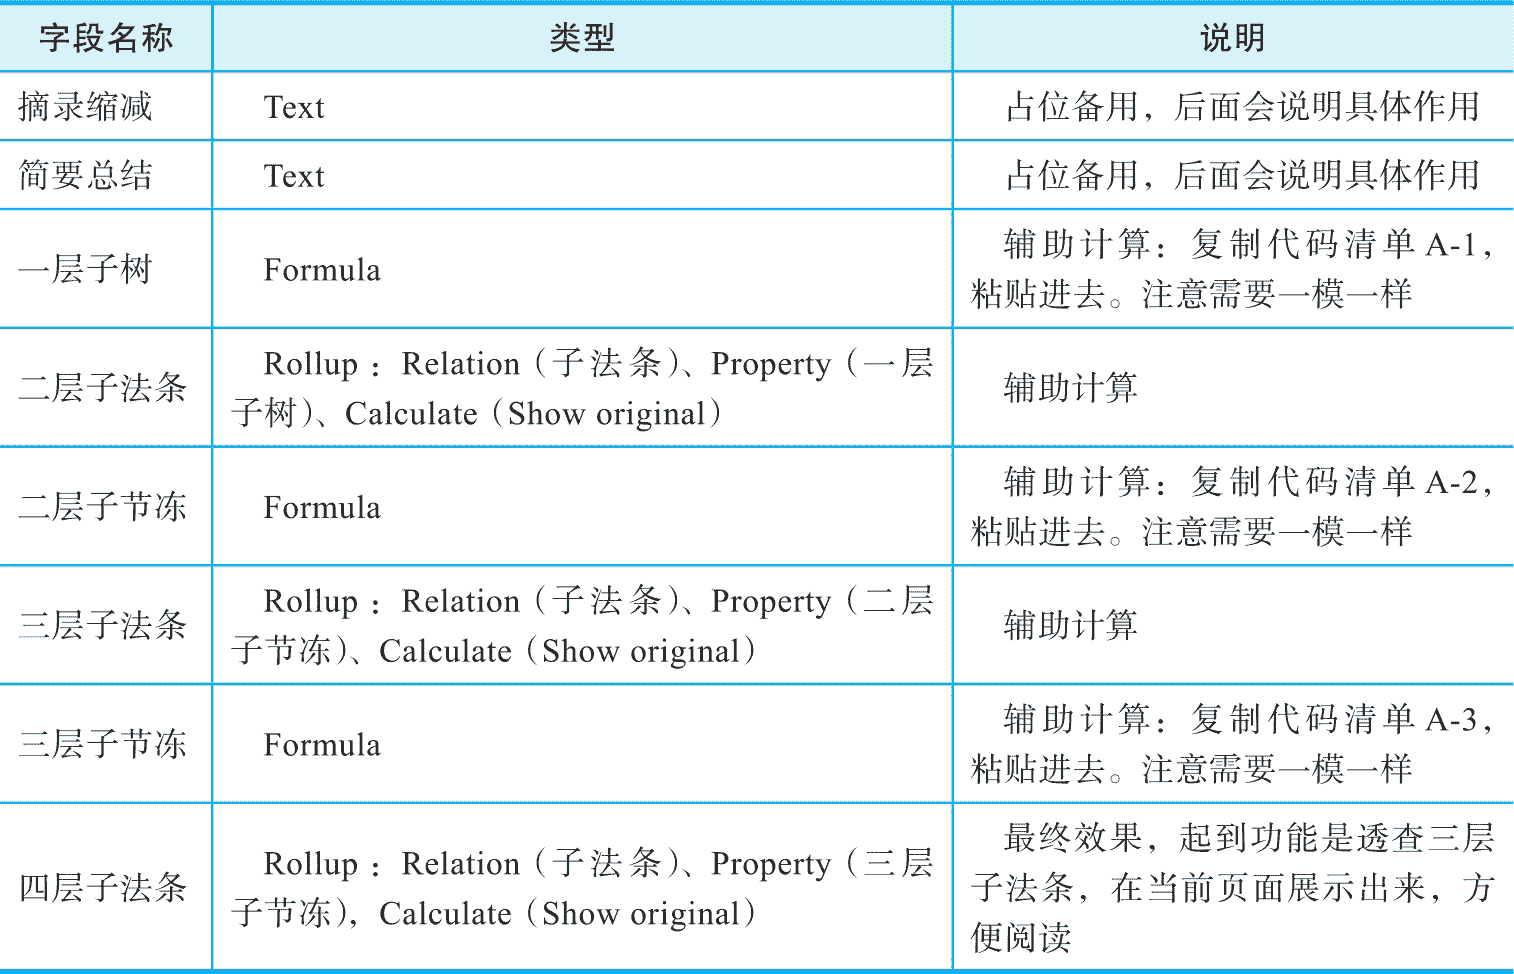 字段名称 类型 说明
摘录缩减 Text 占位备用，后面会说明具体作用
简要总结 Text 占位备用，后面会说明具体作用
一层子树 Formula 辅助计算：复制代码清单 A-1，
粘贴进去。注意需要一模一样
二层子法条 Rollup：Relation（子法条）、Property（一层
子树）、Calculate（Show original） 辅助计算
二层子节冻 Formula 辅助计算：复制代码清单 A-2，
粘贴进去。注意需要一模一样
三层子法条 Rollup：Relation（子法条）、Property（二层
子节冻）、Calculate（Show original） 辅助计算
三层子节冻 Formula 辅助计算：复制代码清单 A-3，
粘贴进去。注意需要一模一样
四层子法条 Rollup：Relation（子法条）、Property（三层
子节冻），Calculate（Show original） 最终效果，起到功能是透查三层
子法条，在当前页面展示出来，方
便阅读